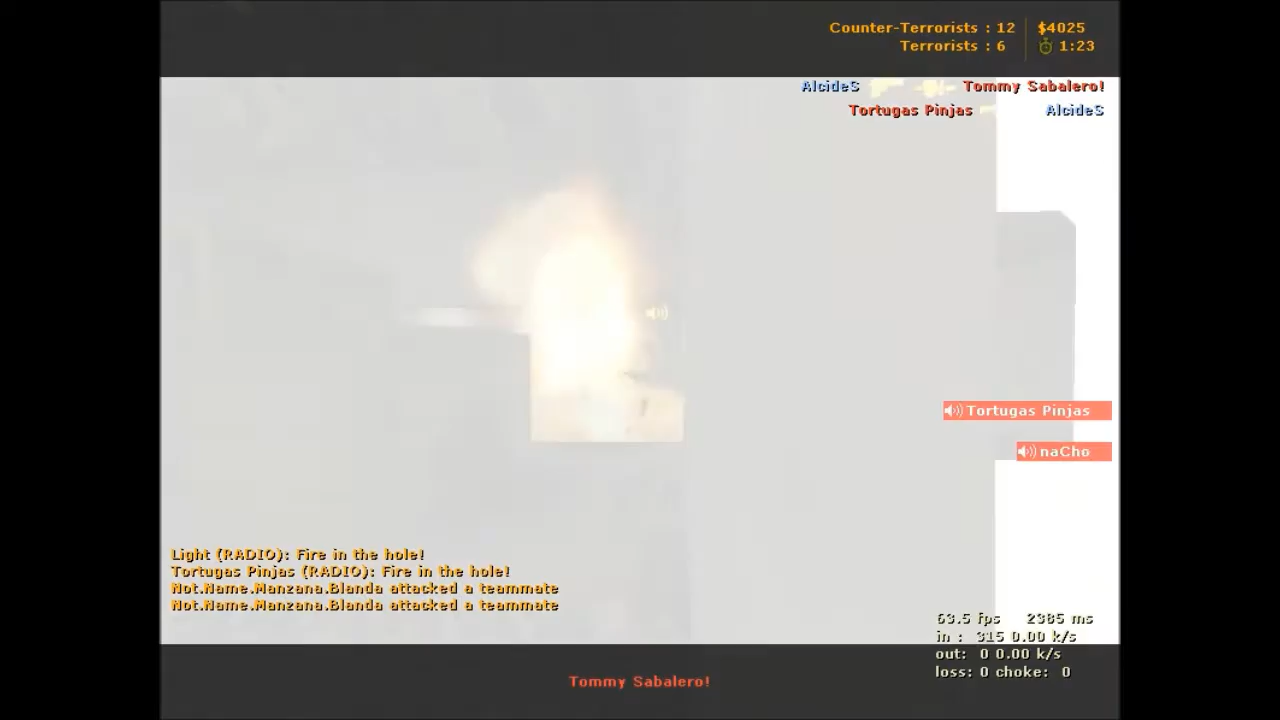 Counter-Terrorists : 12 $4025
Terrorists : 6 1:23
AlcideS Tommy Sabalero!
Tortugas Pinjas AlcideS
Tortugas Pinjas
naCho
Light (RADIO): Fire in the hole!
Tortugas Pinjas (RADIO): Fire in the hole!
Not.Name.Manzana.Blanda attacked a teammate
Not.Name.Manzana.Blanda attacked a teammate
63.5 fps 2385 ms
in : 315 0.00 k/s
out: 0 0.00 k/s
loss: 0 choke: 0
Tommy Sabalero!